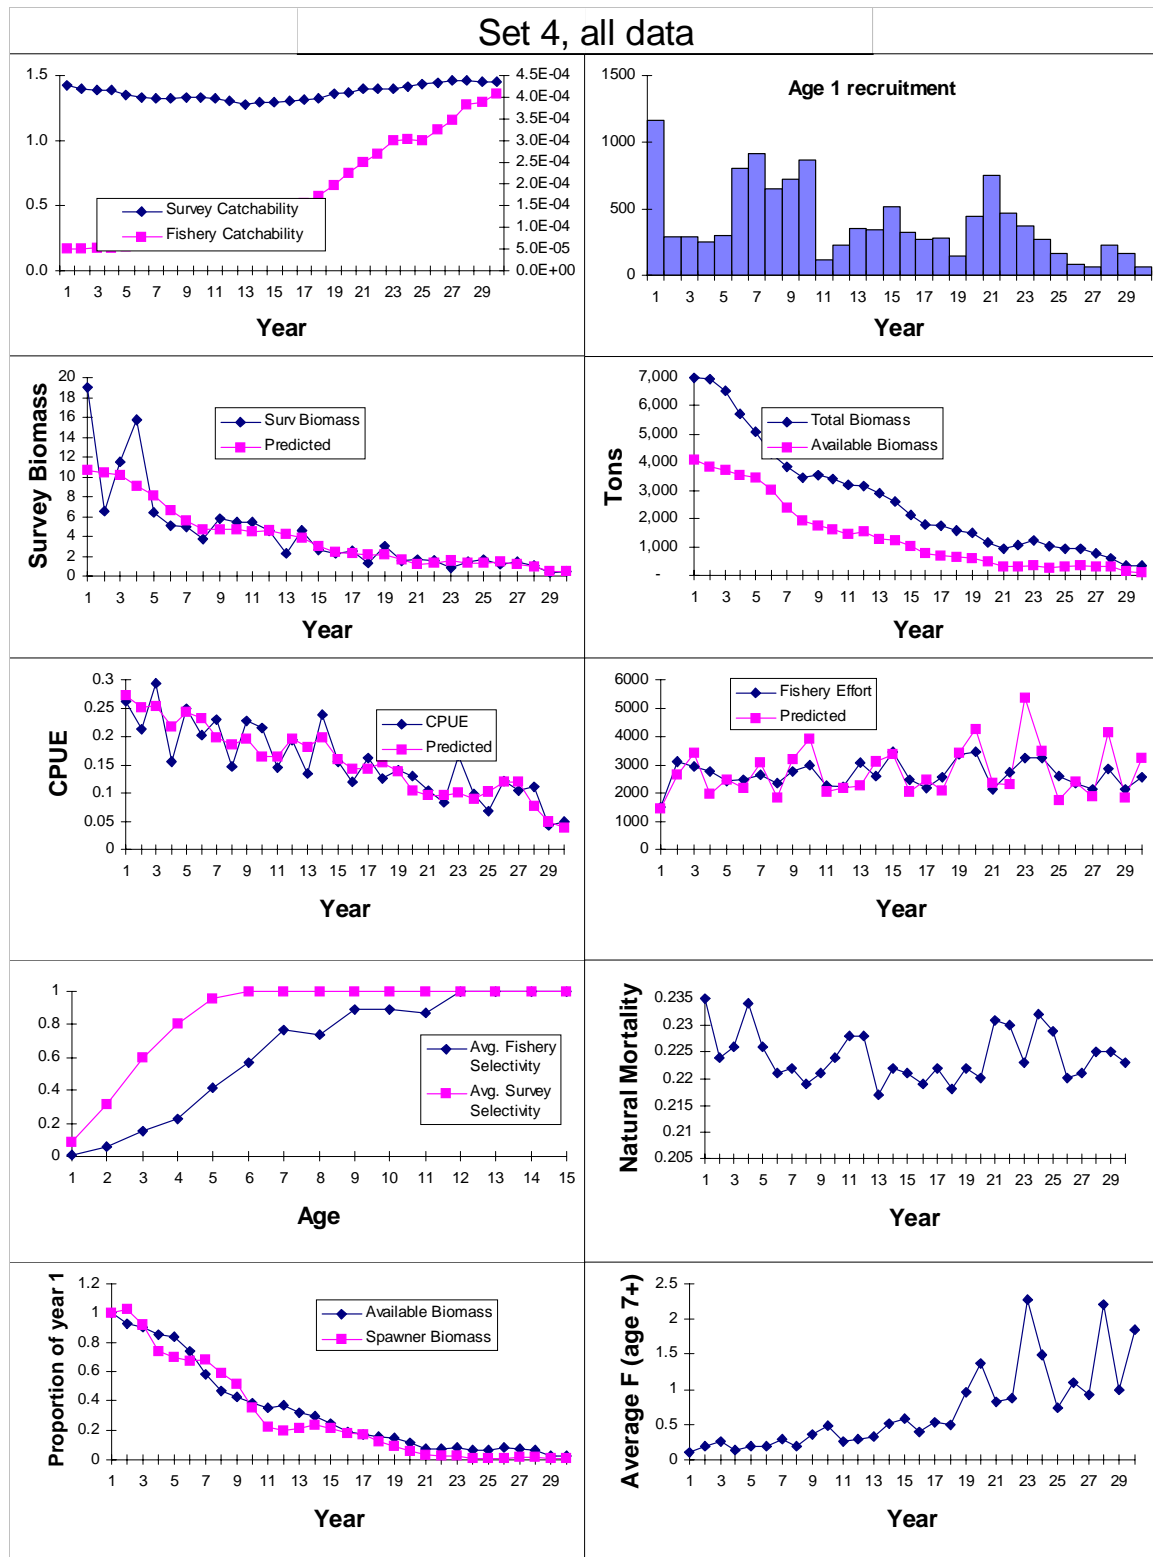 Set 4, all data
1.5
1.0
0.5
0.0
4.5E-04
4.0E-04
3.5E-04
3.0E-04
2.5E-04
2.0E-04
1.5E-04
1.0E-04
5.0E-05
0.0E+00
Survey Catchability
Fishery Catchability
1 3 5 7 9 11 13 15 17 19 21 23 25 27 29
Year
Age 1 recruitment
1500
1000
500
0
1 3 5 7 9 11 13 15 17 19 21 23 25 27 29
Year
Survey Biomass
20
18
16
14
12
10
8
6
4
2
0
Surv Biomass
Predicted
1 3 5 7 9 11 13 15 17 19 21 23 25 27 29
Year
Tons
7,000
6,000
5,000
4,000
3,000
2,000
1,000
-
Total Biomass
Available Biomass
1 3 5 7 9 11 13 15 17 19 21 23 25 27 29
Year
CPUE
0.3
0.25
0.2
0.15
0.1
0.05
0
CPUE
Predicted
1 3 5 7 9 11 13 15 17 19 21 23 25 27 29
Year
6000
5000
4000
3000
2000
1000
0
Fishery Effort
Predicted
1 3 5 7 9 11 13 15 17 19 21 23 25 27 29
Year
1
0.8
0.6
0.4
0.2
0
Avg. Fishery
Selectivity
Avg. Survey
Selectivity
1 2 3 4 5 6 7 8 9 10 11 12 13 14 15
Age
Natural Mortality
0.235
0.23
0.225
0.22
0.215
0.21
0.205
1 3 5 7 9 11 13 15 17 19 21 23 25 27 29
Year
Proportion of year 1
1.2
1
0.8
0.6
0.4
0.2
0
Available Biomass
Spawner Biomass
1 3 5 7 9 11 13 15 17 19 21 23 25 27 29
Year
Average F (age 7+)
2.5
2
1.5
1
0.5
0
1 3 5 7 9 11 13 15 17 19 21 23 25 27 29
Year